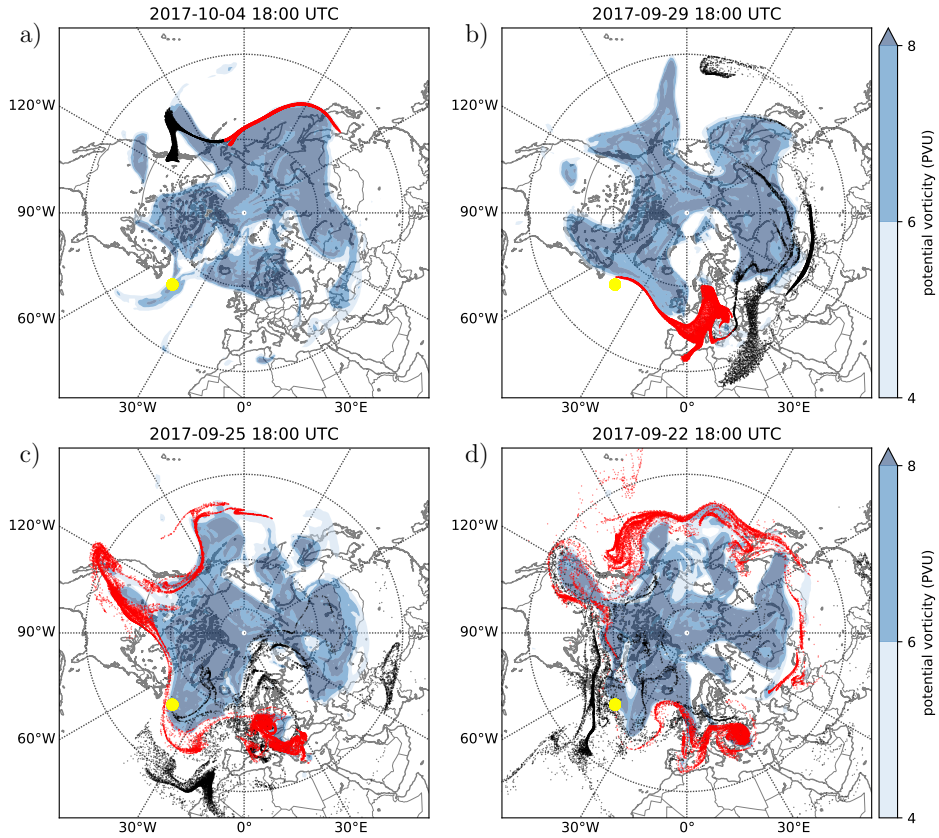 2017-10-04 18:00 UTC
2017-09-29 18:00 UTC
a)
b)
120°W
90°W
60°W
30°W
0°
30°E
30°W
0°
30°E
8
6
4
potential vorticity (PVU)
2017-09-25 18:00 UTC
2017-09-22 18:00 UTC
c)
d)
120°W
90°W
60°W
30°W
0°
30°E
30°W
0°
30°E
120°W
90°W
60°W
120°W
90°W
60°W
8
6
4
potential vorticity (PVU)